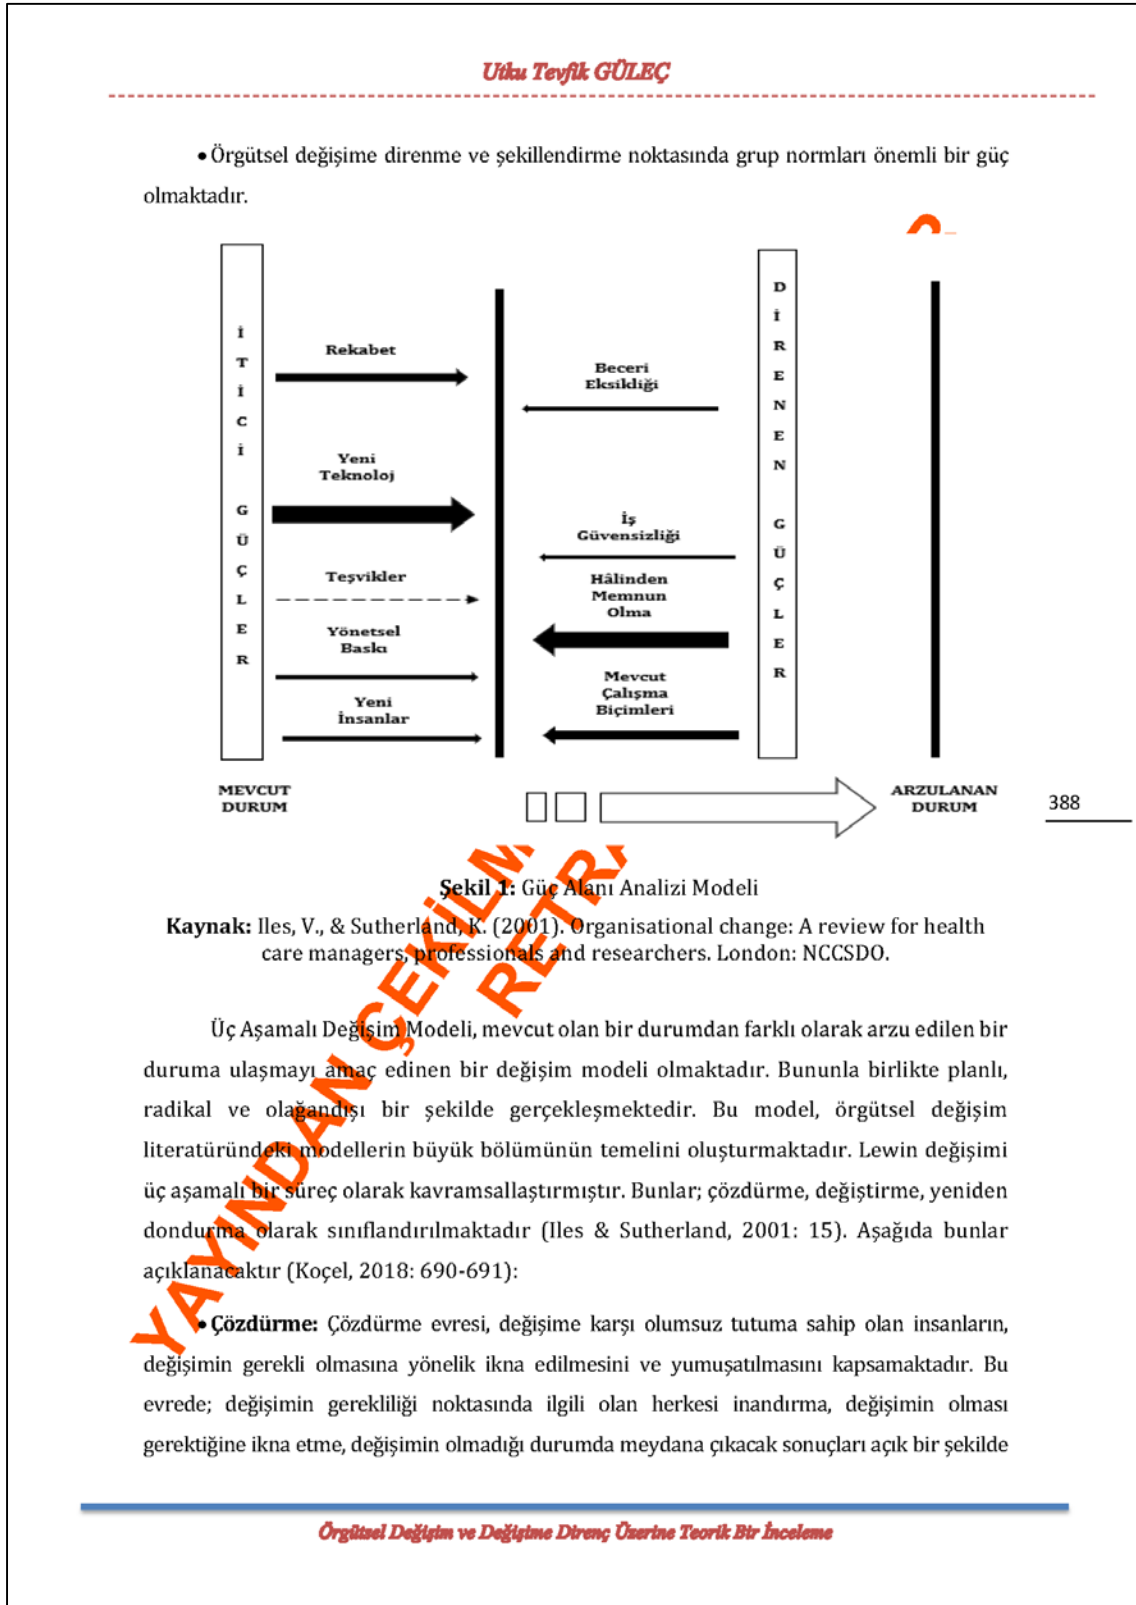 Utku Tevfik GÜLEÇ
• Örgütsel değişime direnme ve şekillendirme noktasında grup normları önemli bir güç
olmaktadır.
İTİCİ GÜÇLER
Rekabet
Yeni
Teknoloj
Teşvikler
Yönetsel
Baskı
Yeni
İnsanlar
Beceri
Eksikliği
İş
Güvensizliği
Hâlinden
Memnun
Olma
Mevcut
Çalışma
Biçimleri
DİRENEN GÜÇLER
MEVCUT
DURUM
ARZULANAN
DURUM
388
Şekil 1: Güç Alanı Analizi Modeli
Kaynak: Iles, V., & Sutherland, K. (2001). Organisational change: A review for health
care managers, professionals and researchers. London: NCCSDO.
Üç Aşamalı Değişim Modeli, mevcut olan bir durumdan farklı olarak arzu edilen bir
duruma ulaşmayı amaç edinen bir değişim modeli olmaktadır. Bununla birlikte planlı,
radikal ve olağandışı bir şekilde gerçekleşmektedir. Bu model, örgütsel değişim
literatüründeki modellerin büyük bölümünün temelini oluşturmaktadır. Lewin değişimi
üç aşamalı bir süreç olarak kavramsallaştırmıştır. Bunlar; çözdürme, değiştirme, yeniden
dondurma olarak sınıflandırılmaktadır (Iles & Sutherland, 2001: 15). Aşağıda bunlar
açıklanacaktır (Koçel, 2018: 690-691):
• Çözdürme: Çözdürme evresi, değişime karşı olumsuz tutuma sahip olan insanların,
değişimin gerekli olmasına yönelik ikna edilmesini ve yumuşatılmasını kapsamaktadır. Bu
evrede; değişimin gerekliliği noktasında ilgili olan herkesi inandırma, değişimin olması
gerektiğine ikna etme, değişimin olmadığı durumda meydana çıkacak sonuçları açık bir şekilde
YAYINDAN ÇEKİLM
RETRA
Örgütsel Değişim ve Değişime Direnç Üzerine Teorik Bir İnceleme